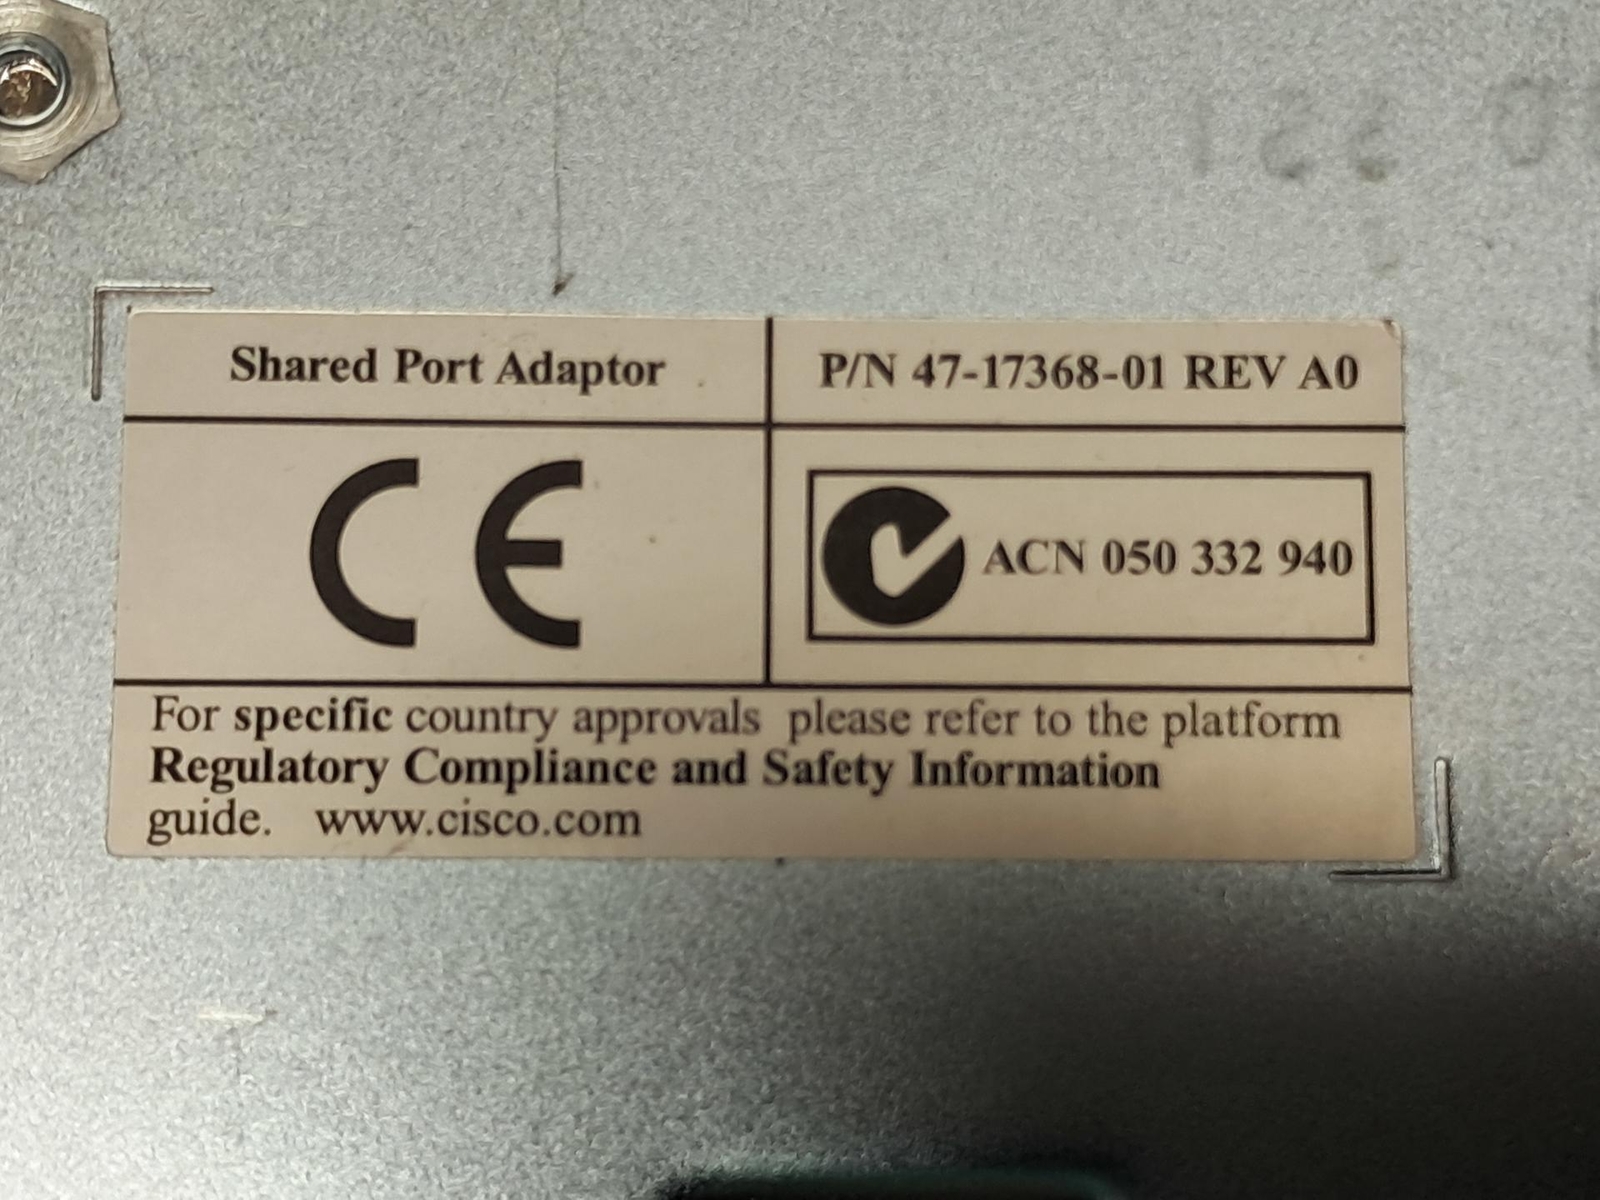 Shared Port Adaptor
P/N 47-17368-01 REV A0
CE
ACN 050 332 940
For specific country approvals please refer to the platform
Regulatory Compliance and Safety Information
guide. www.cisco.com